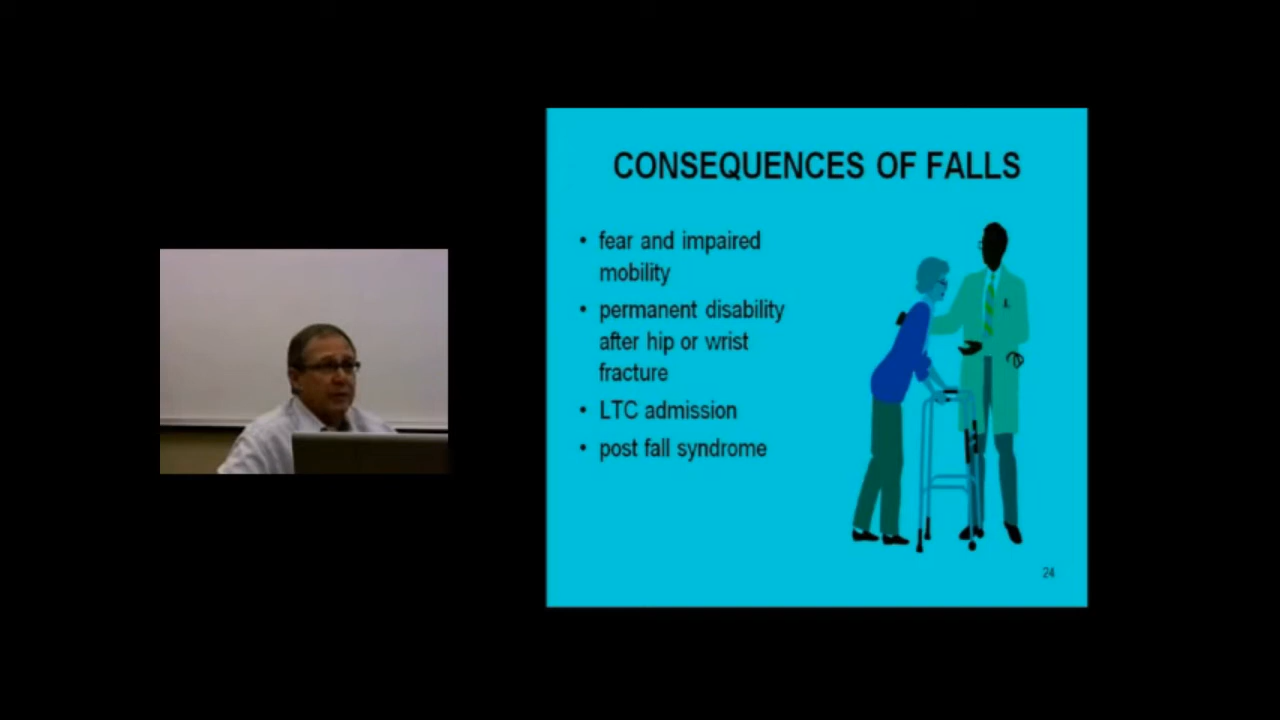 CONSEQUENCES OF FALLS
• fear and impaired
mobility
• permanent disability
after hip or wrist
fracture
• LTC admission
• post fall syndrome
24